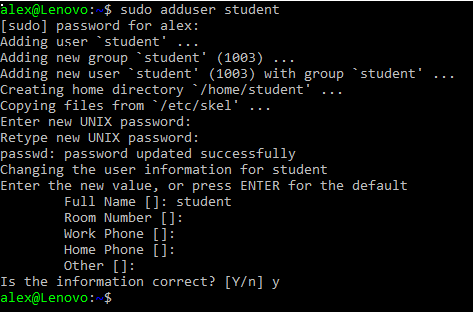 alex@Lenovo:~$ sudo adduser student
[sudo] password for alex:
Adding user `student' ...
Adding new group `student' (1003) ...
Adding new user `student' (1003) with group `student' ...
Creating home directory `/home/student' ...
Copying files from `/etc/skel' ...
Enter new UNIX password:
Retype new UNIX password:
passwd: password updated successfully
Changing the user information for student
Enter the new value, or press ENTER for the default
        Full Name []: student
        Room Number []:
        Work Phone []:
        Home Phone []:
        Other []:
Is the information correct? [Y/n] y
alex@Lenovo:~$